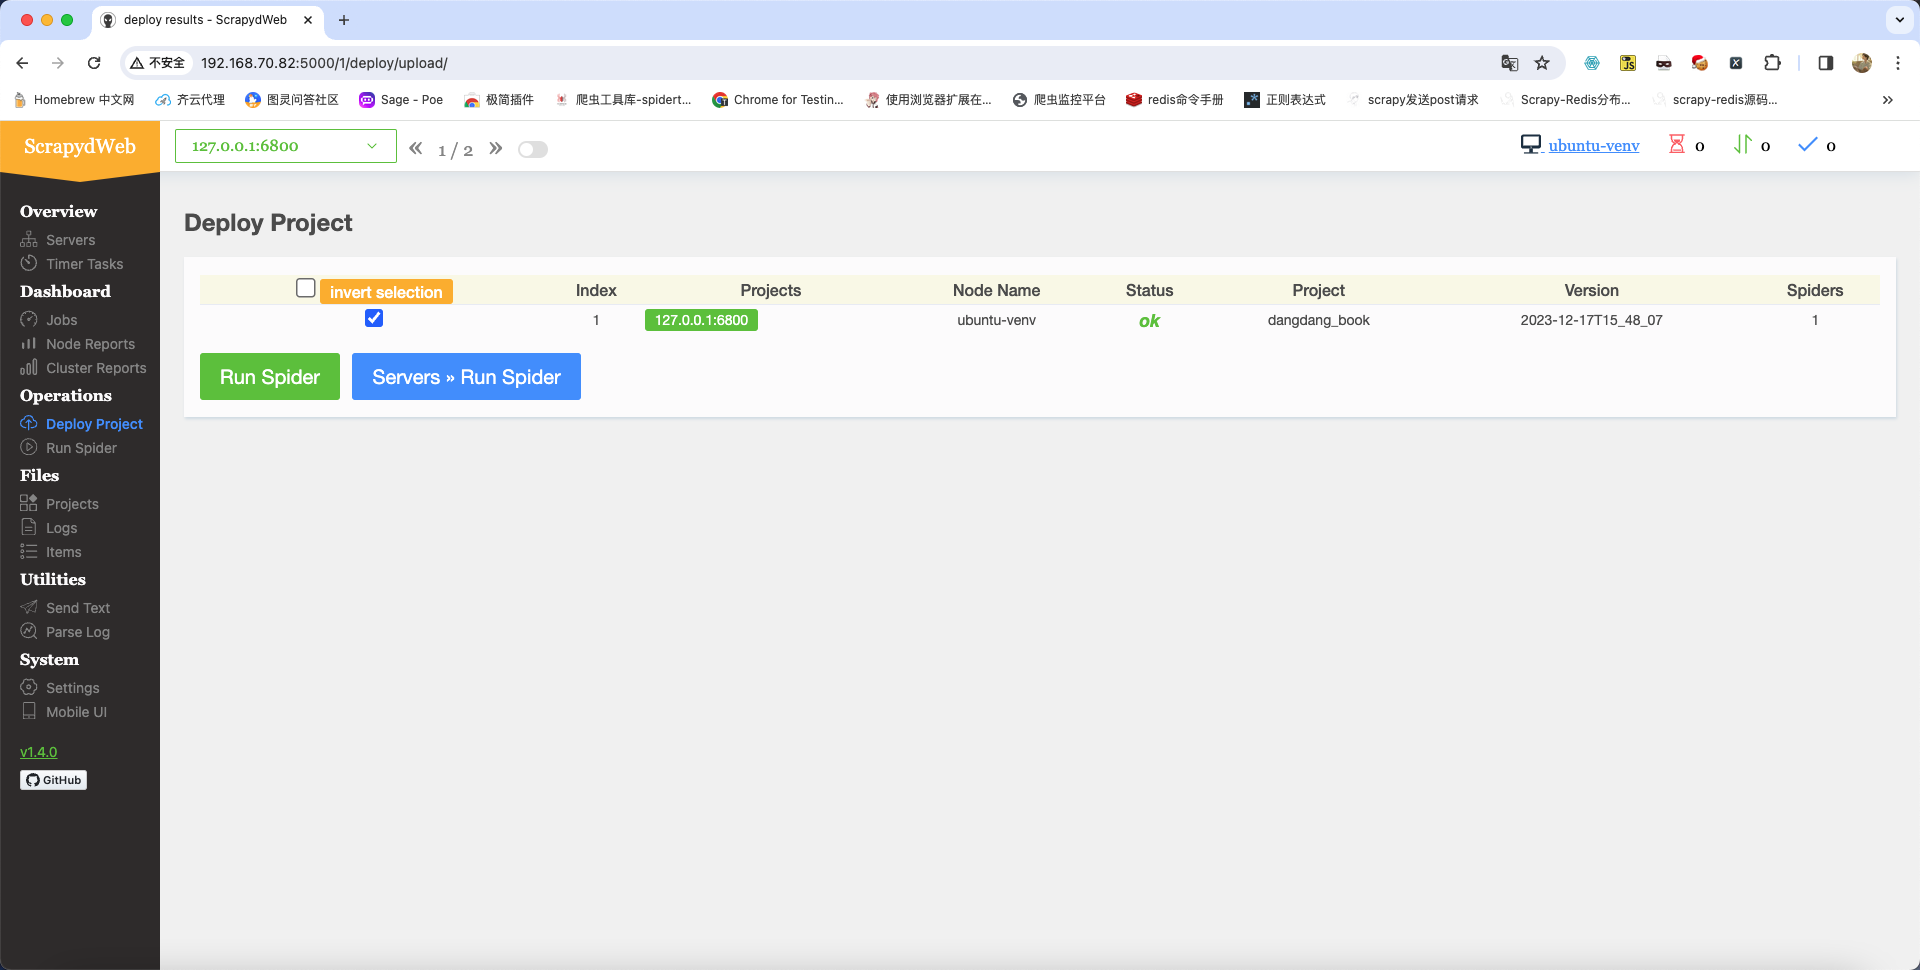 deploy results - ScrapydWeb
不安全 192.168.70.82:5000/1/deploy/upload/
Homebrew 中文网 齐云代理 图灵问答社区 Sage - Poe 极简插件 爬虫工具库-spidert... Chrome for Testin... 使用浏览器扩展在... 爬虫监控平台 redis命令手册 正则表达式 scrapy发送post请求 Scrapy-Redis分布... scrapy-redis源码...
ScrapydWeb
127.0.0.1:6800 1 / 2 ubuntu-venv 0 0 0
Overview
Servers
Timer Tasks
Dashboard
Jobs
Node Reports
Cluster Reports
Operations
Deploy Project
Run Spider
Files
Projects
Logs
Items
Utilities
Send Text
Parse Log
System
Settings
Mobile UI
v1.4.0
GitHub
Deploy Project
invert selection Index Projects Node Name Status Project Version Spiders
1 127.0.0.1:6800 ubuntu-venv ok dangdang_book 2023-12-17T15_48_07 1
Run Spider Servers » Run Spider